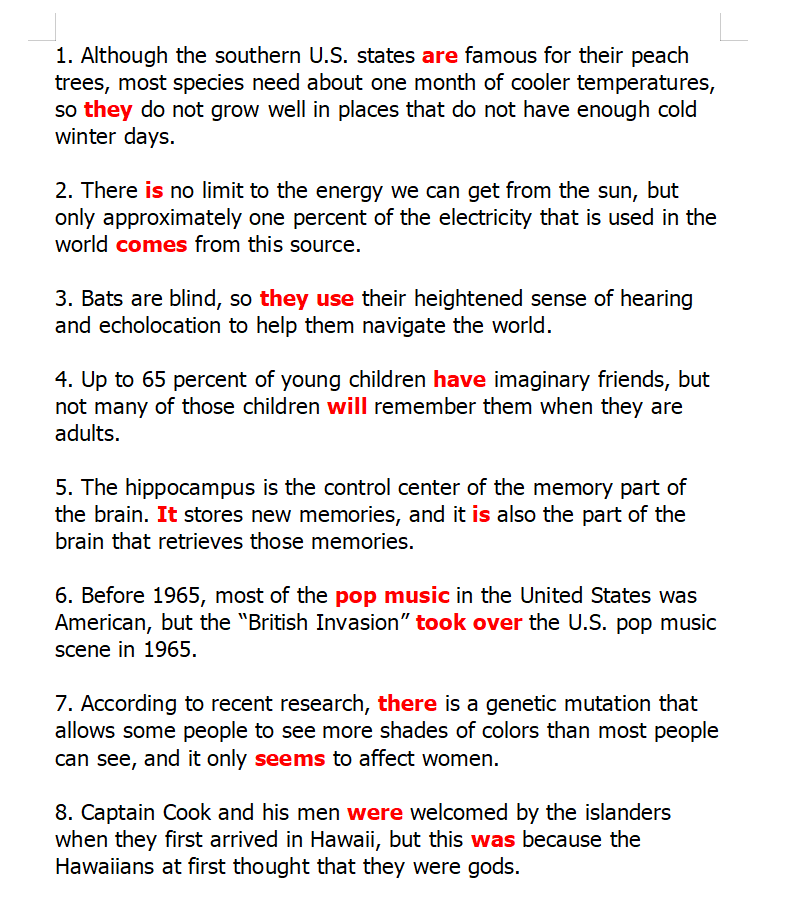 1. Although the southern U.S. states are famous for their peach
trees, most species need about one month of cooler temperatures,
so they do not grow well in places that do not have enough cold
winter days.
2. There is no limit to the energy we can get from the sun, but
only approximately one percent of the electricity that is used in the
world comes from this source.
3. Bats are blind, so they use their heightened sense of hearing
and echolocation to help them navigate the world.
4. Up to 65 percent of young children have imaginary friends, but
not many of those children will remember them when they are
adults.
5. The hippocampus is the control center of the memory part of
the brain. It stores new memories, and it is also the part of the
brain that retrieves those memories.
6. Before 1965, most of the pop music in the United States was
American, but the “British Invasion” took over the U.S. pop music
scene in 1965.
7. According to recent research, there is a genetic mutation that
allows some people to see more shades of colors than most people
can see, and it only seems to affect women.
8. Captain Cook and his men were welcomed by the islanders
when they first arrived in Hawaii, but this was because the
Hawaiians at first thought that they were gods.